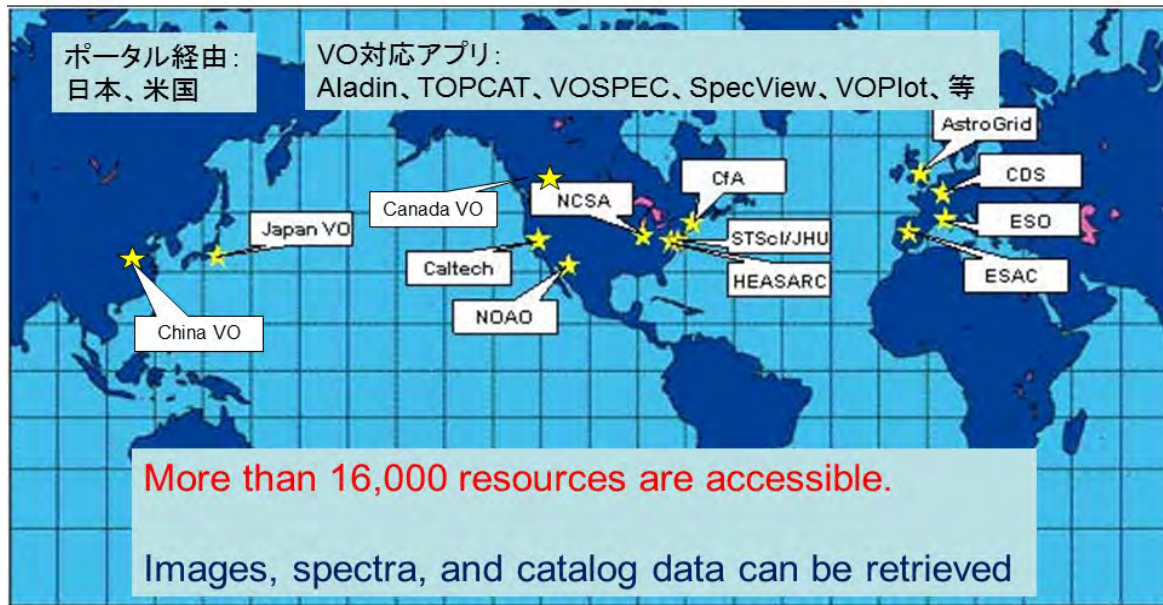 ポータル経由:
日本、米国
VO対応アプリ:
Aladin、TOPCAT、VOSPEC、SpecView、VOPlot、等
AstroGrid
CfA
CDS
NCSA
Canada VO
Japan VO
STScI/JHU
ESO
Caltech
HEASARC
ESAC
NOAO
China VO
More than 16,000 resources are accessible.
Images, spectra, and catalog data can be retrieved